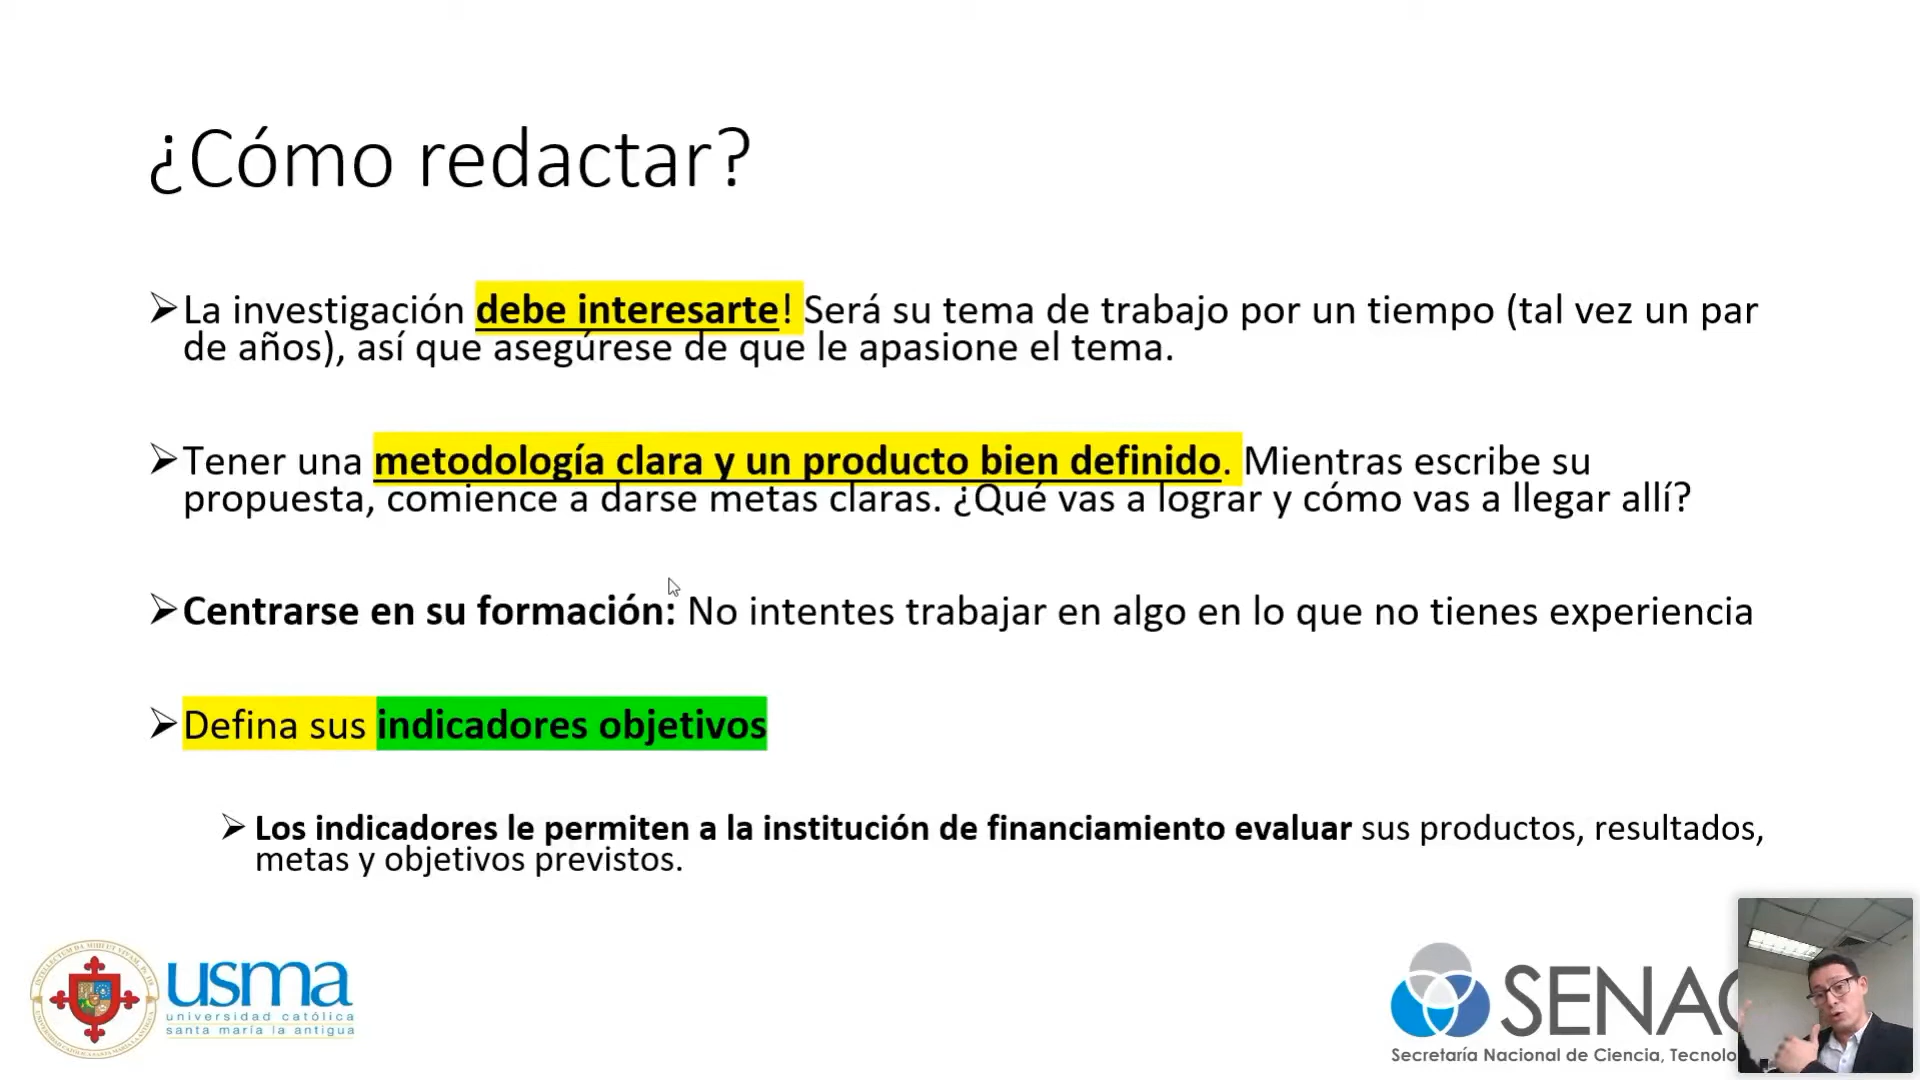 ¿Cómo redactar?
➢La investigación debe interesarte! Será su tema de trabajo por un tiempo (tal vez un par
de años), así que asegúrese de que le apasione el tema.
➢Tener una metodología clara y un producto bien definido. Mientras escribe su
propuesta, comience a darse metas claras. ¿Qué vas a lograr y cómo vas a llegar allí?
➢Centrarse en su formación: No intentes trabajar en algo en lo que no tienes experiencia
➢Defina sus indicadores objetivos
➢Los indicadores le permiten a la institución de financiamiento evaluar sus productos, resultados,
metas y objetivos previstos.
usma
universidad católica
santa maría la antigua
SENAC
Secretaría Nacional de Ciencia, Tecnolo